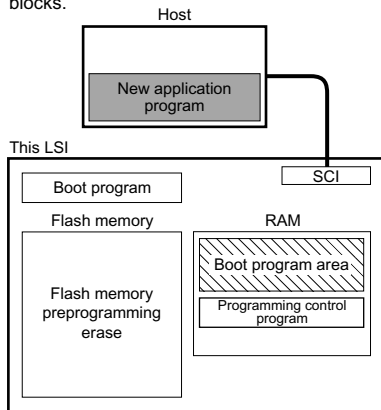 blocks.
Host
New application
program
This LSI
SCI
Boot program
Flash memory
RAM
Boot program area
Programming control
program
Flash memory
preprogramming
erase